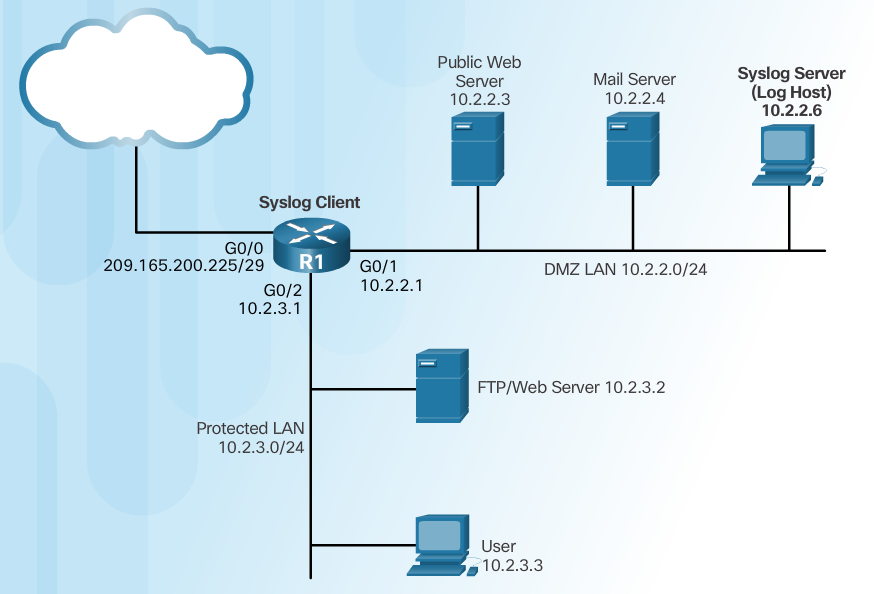 Public Web
Server
10.2.2.3
Mail Server
10.2.2.4
Syslog Server
(Log Host)
10.2.2.6
Syslog Client
R1
G0/0
209.165.200.225/29
G0/1
10.2.2.1
DMZ LAN 10.2.2.0/24
G0/2
10.2.3.1
FTP/Web Server 10.2.3.2
Protected LAN
10.2.3.0/24
User
10.2.3.3